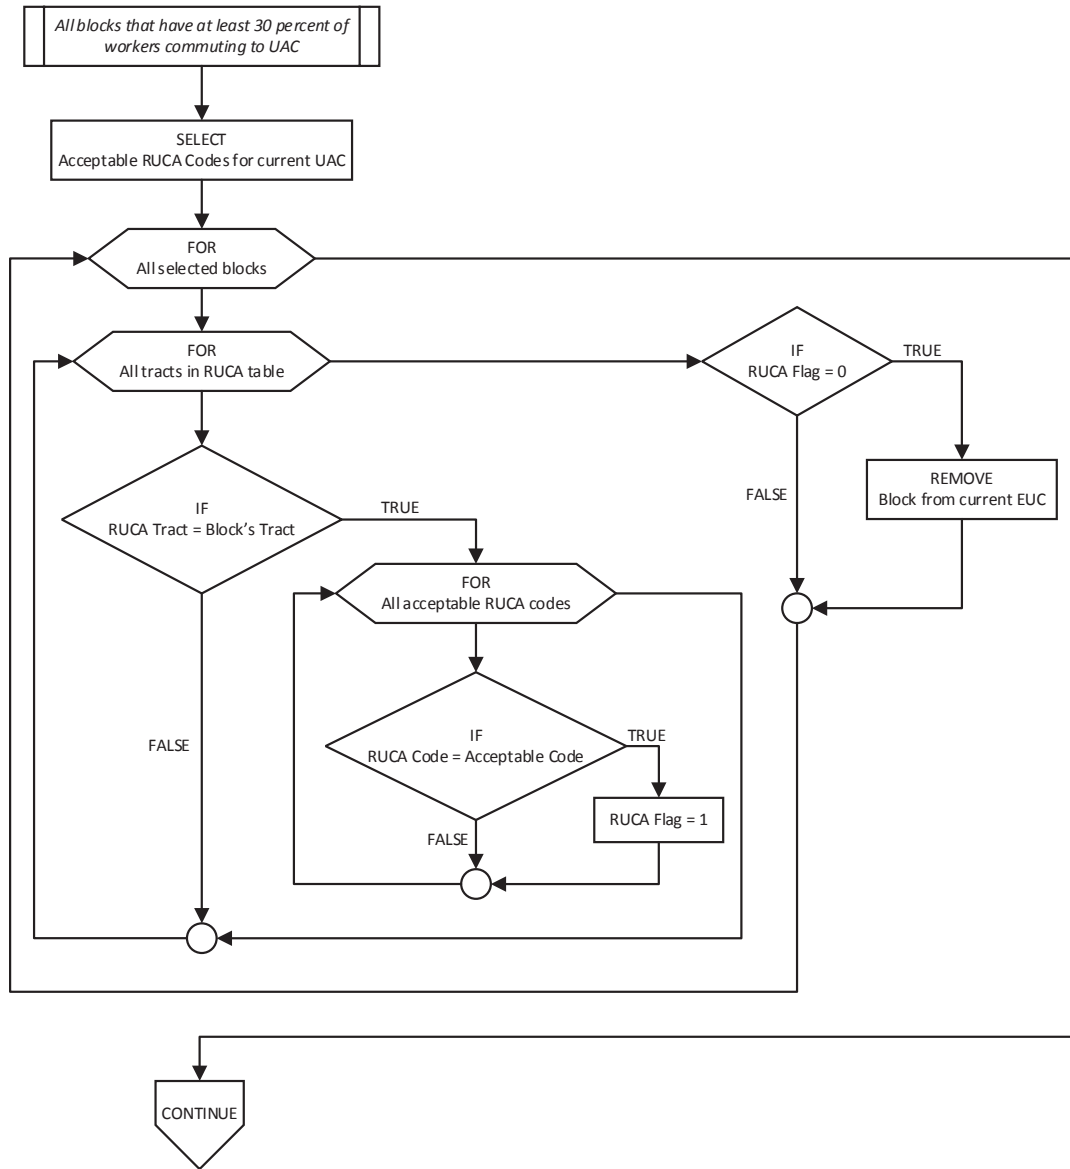 All blocks that have at least 30 percent of
workers commuting to UAC
SELECT
Acceptable RUCA Codes for current UAC
FOR
All selected blocks
FOR
All tracts in RUCA table
IF
RUCA Flag = 0
TRUE
REMOVE
Block from current EUC
FALSE
IF
RUCA Tract = Block’s Tract
TRUE
FOR
All acceptable RUCA codes
IF
RUCA Code = Acceptable Code
TRUE
RUCA Flag = 1
FALSE
FALSE
CONTINUE